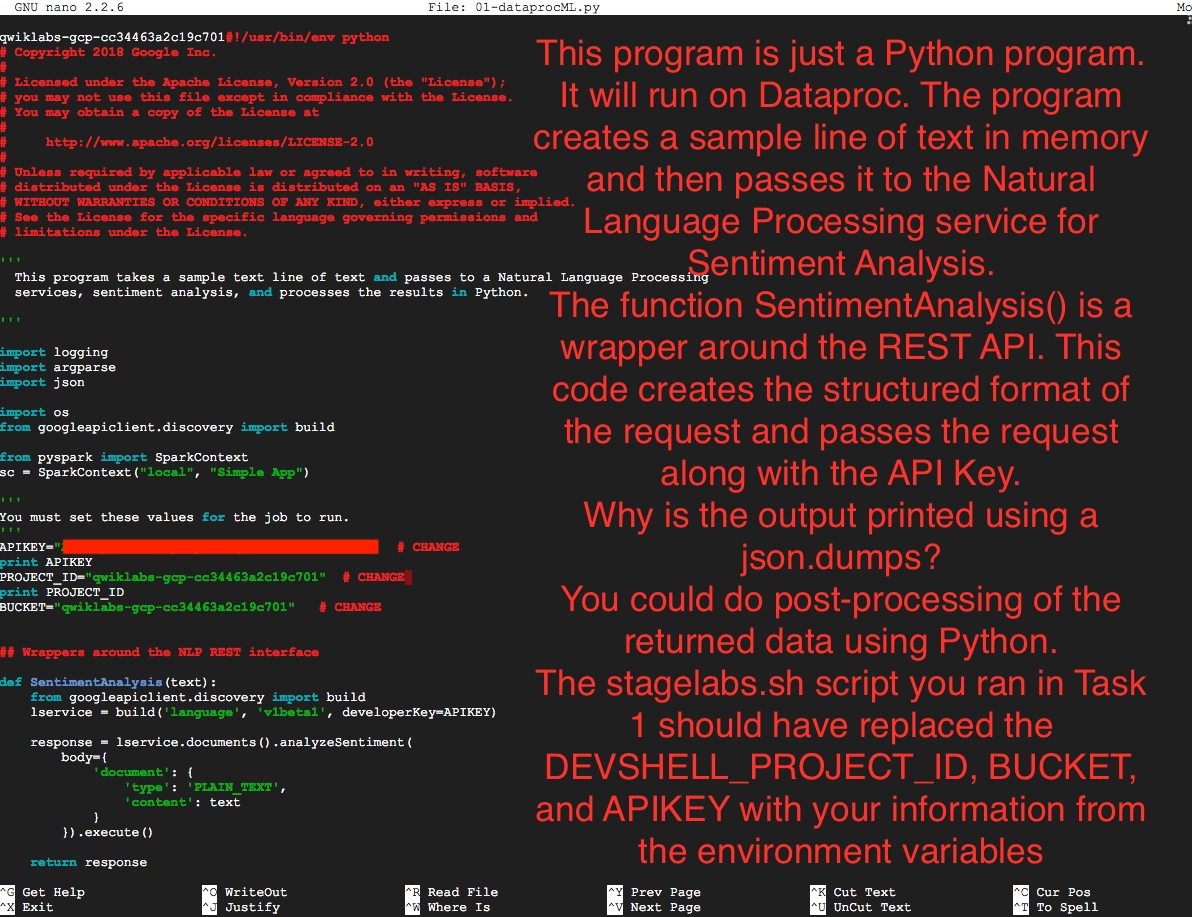 GNU nano 2.2.6 File: 01-dataprocML.py Mo
qwiklabs-gcp-cc34463a2c19c701#!/usr/bin/env python
# Copyright 2018 Google Inc.
#
# Licensed under the Apache License, Version 2.0 (the "License");
# you may not use this file except in compliance with the License.
# You may obtain a copy of the License at
#
#     http://www.apache.org/licenses/LICENSE-2.0
#
# Unless required by applicable law or agreed to in writing, software
# distributed under the License is distributed on an "AS IS" BASIS,
# WITHOUT WARRANTIES OR CONDITIONS OF ANY KIND, either express or implied.
# See the License for the specific language governing permissions and
# limitations under the License.
'''
  This program takes a sample text line of text and passes to a Natural Language Processing
  services, sentiment analysis, and processes the results in Python.
'''
import logging
import argparse
import json
import os
from googleapiclient.discovery import build
from pyspark import SparkContext
sc = SparkContext("local", "Simple App")
'''
You must set these values for the job to run.
'''
APIKEY="   # CHANGE
print APIKEY
PROJECT_ID="qwiklabs-gcp-cc34463a2c19c701"  # CHANGE
print PROJECT_ID
BUCKET="qwiklabs-gcp-cc34463a2c19c701"   # CHANGE
## Wrappers around the NLP REST interface
def SentimentAnalysis(text):
    from googleapiclient.discovery import build
    lservice = build('language', 'v1beta1', developerKey=APIKEY)
    response = lservice.documents().analyzeSentiment(
        body={
            'document': {
                'type': 'PLAIN_TEXT',
                'content': text
            }
        }).execute()
    return response
This program is just a Python program.
It will run on Dataproc. The program
creates a sample line of text in memory
and then passes it to the Natural
Language Processing service for
Sentiment Analysis.
The function SentimentAnalysis() is a
wrapper around the REST API. This
code creates the structured format of
the request and passes the request
along with the API Key.
Why is the output printed using a
json.dumps?
You could do post-processing of the
returned data using Python.
The stagelabs.sh script you ran in Task
1 should have replaced the
DEVSHELL_PROJECT_ID, BUCKET,
and APIKEY with your information from
the environment variables
^G Get Help ^O WriteOut ^R Read File ^Y Prev Page ^K Cut Text ^C Cur Pos
^X Exit ^J Justify ^W Where Is ^V Next Page ^U UnCut Text ^T To Spell